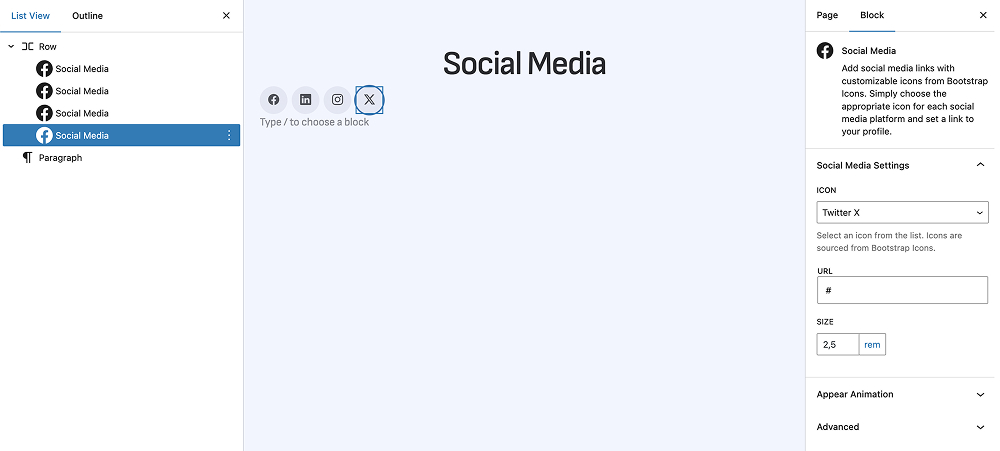 List View
Outline
Row
Social Media
Social Media
Social Media
Social Media
Paragraph
Social Media
Type / to choose a block
Page
Block
Social Media
Add social media links with
customizable icons from Bootstrap
Icons. Simply choose the
appropriate icon for each social
media platform and set a link to
your profile.
Social Media Settings
ICON
Twitter X
Select an icon from the list. Icons are
sourced from Bootstrap Icons.
URL
#
SIZE
2,5
rem
Appear Animation
Advanced